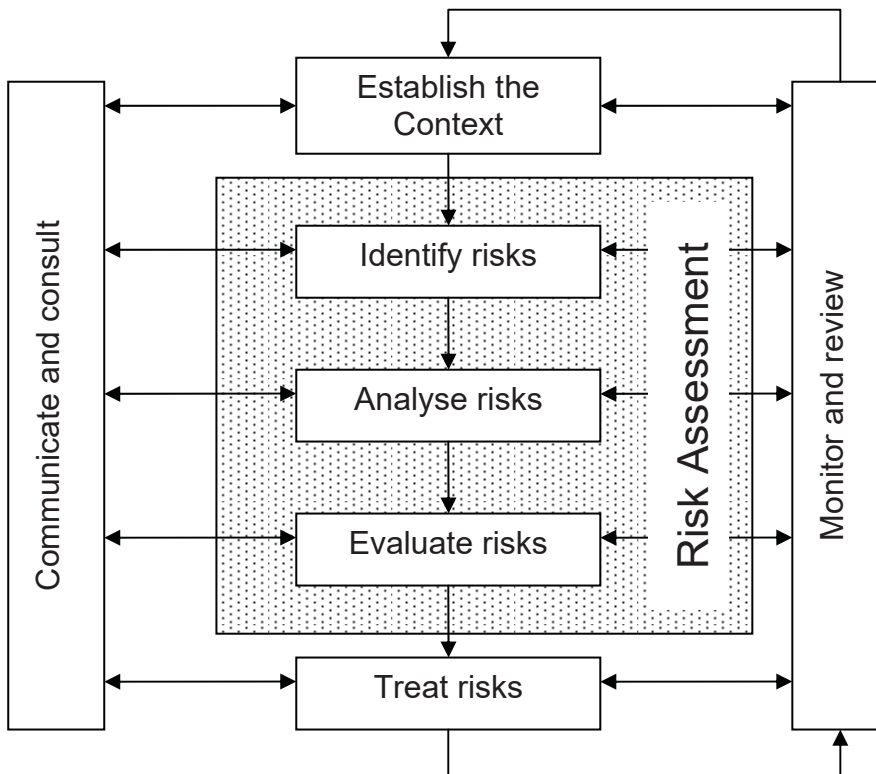 Establish the
Context
Communicate and consult
Identify risks
Analyse risks
Evaluate risks
Risk Assessment
Monitor and review
Treat risks